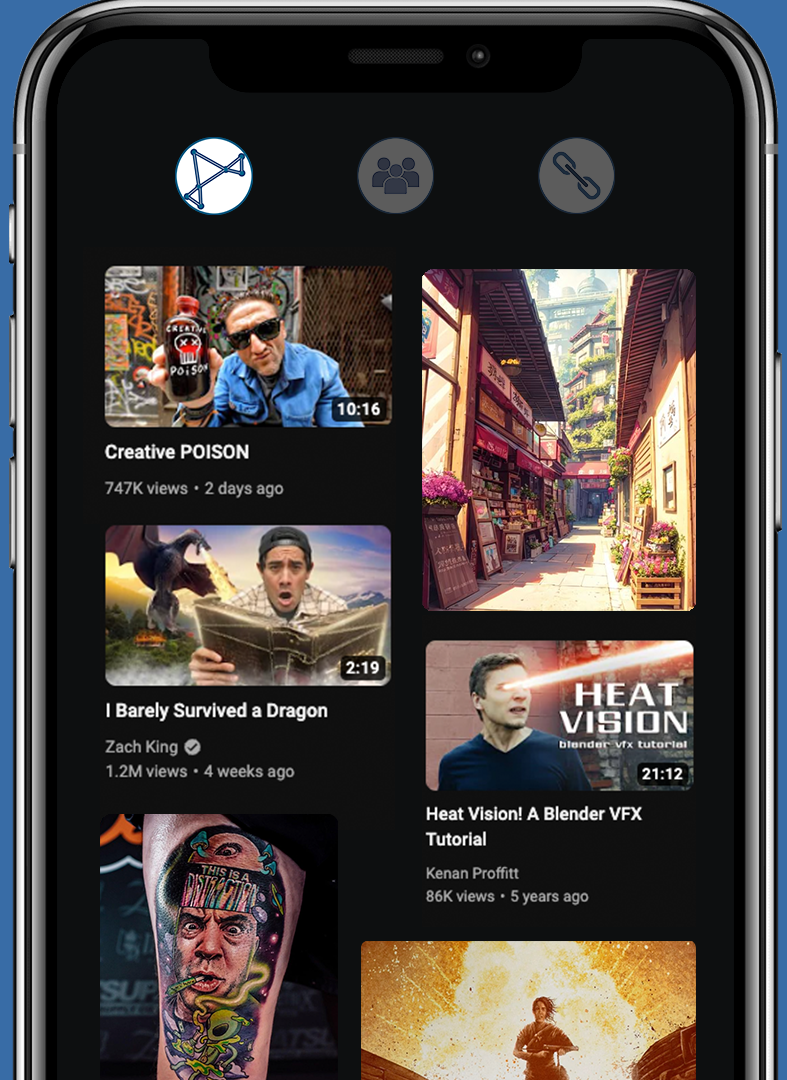 CREATIVE
POISON
10:16
Creative POISON
747K views • 2 days ago
2:19
I Barely Survived a Dragon
Zach King
1.2M views • 4 weeks ago
HEAT
VISION
blender vfx tutorial
21:12
Heat Vision! A Blender VFX
Tutorial
Kenan Proffitt
86K views • 5 years ago
THIS IS A
DISTRACTION